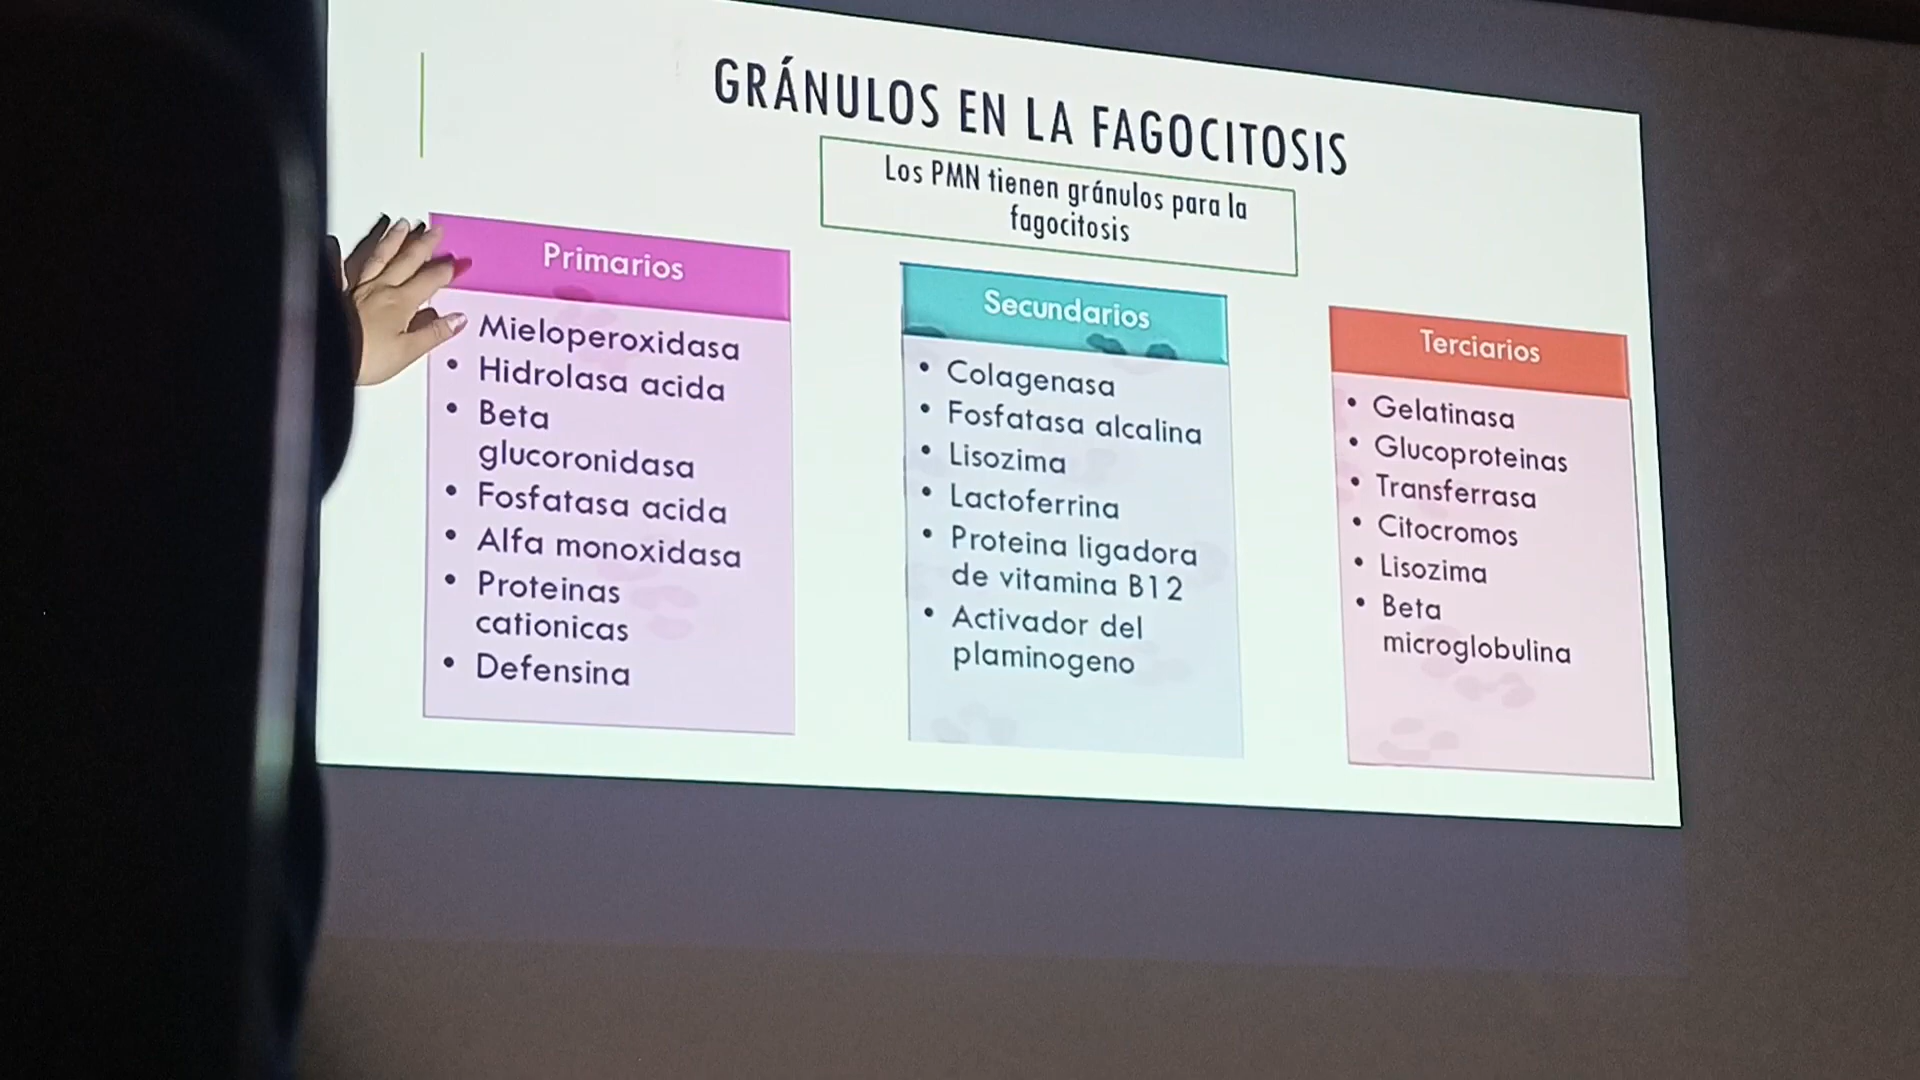 GRÁNULOS EN LA FAGOCITOSIS
Los PMN tienen gránulos para la
fagocitosis
Primarios
Mieloperoxidasa
• Hidrolasa acida
• Beta
glucoronidasa
• Fosfatasa acida
• Alfa monoxidasa
• Proteinas
cationicas
• Defensina
Secundarios
• Colagenasa
• Fosfatasa alcalina
• Lisozima
• Lactoferrina
• Proteina ligadora
de vitamina B12
• Activador del
plaminogeno
Terciarios
• Gelatinasa
• Glucoproteinas
• Transferrasa
• Citocromos
• Lisozima
• Beta
microglobulina